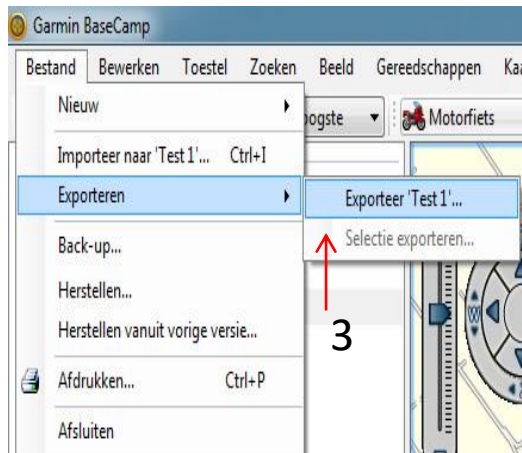 Garmin BaseCamp
Bestand Bewerken Toestel Zoeken Beeld Gereedschappen
Nieuw
Motorfiets
Importeer naar 'Test 1'... Ctrl+I
Exporteren
Exporteer 'Test 1'...
Selectie exporteren...
Back-up...
Herstellen...
Herstellen vanuit vorige versie...
3
Afdrukken... Ctrl+P
Afsluiten
W